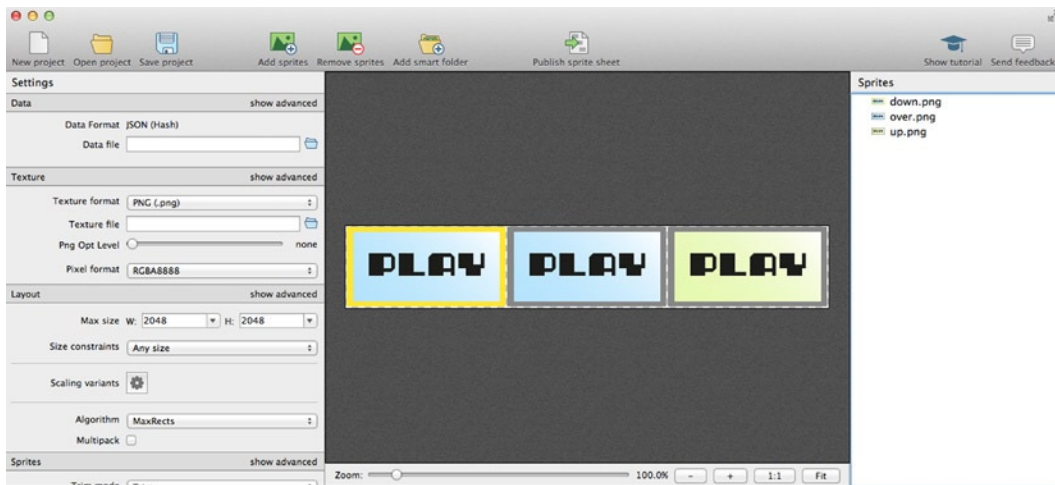 New project Open project Save project Add sprites Remove sprites Add smart folder Publish sprite sheet Show tutorial Send feedback
Settings
Data show advanced
Data Format JSON (Hash)
Data file
Texture show advanced
Texture format PNG (.png)
Texture file
Png Opt Level none
Pixel format RGBA8888
Layout show advanced
Max size W: 2048 H: 2048
Size constraints Any size
Scaling variants
Algorithm MaxRects
Multipack
Sprites show advanced
PLAY PLAY PLAY
Zoom: 100.0% - + 1:1 Fit
Sprites
down.png
over.png
up.png